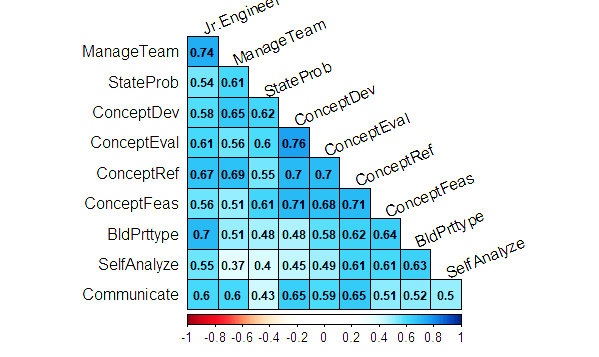 Jr.Engineer
ManageTeam 0.74 ManageTeam
StateProb 0.54 0.61 StateProb
ConceptDev 0.58 0.65 0.62 ConceptDev
ConceptEval 0.61 0.56 0.6 0.76 ConceptEval
ConceptRef 0.67 0.69 0.55 0.7 0.7 ConceptRef
ConceptFeas 0.56 0.51 0.61 0.71 0.68 0.71 ConceptFeas
BldPrttype 0.7 0.51 0.48 0.48 0.58 0.62 0.64 BldPrttype
SelfAnalyze 0.55 0.37 0.4 0.45 0.49 0.61 0.61 0.63 SelfAnalyze
Communicate 0.6 0.6 0.43 0.65 0.59 0.65 0.51 0.52 0.5
-1 -0.8 -0.6 -0.4 -0.2 0 0.2 0.4 0.6 0.8 1